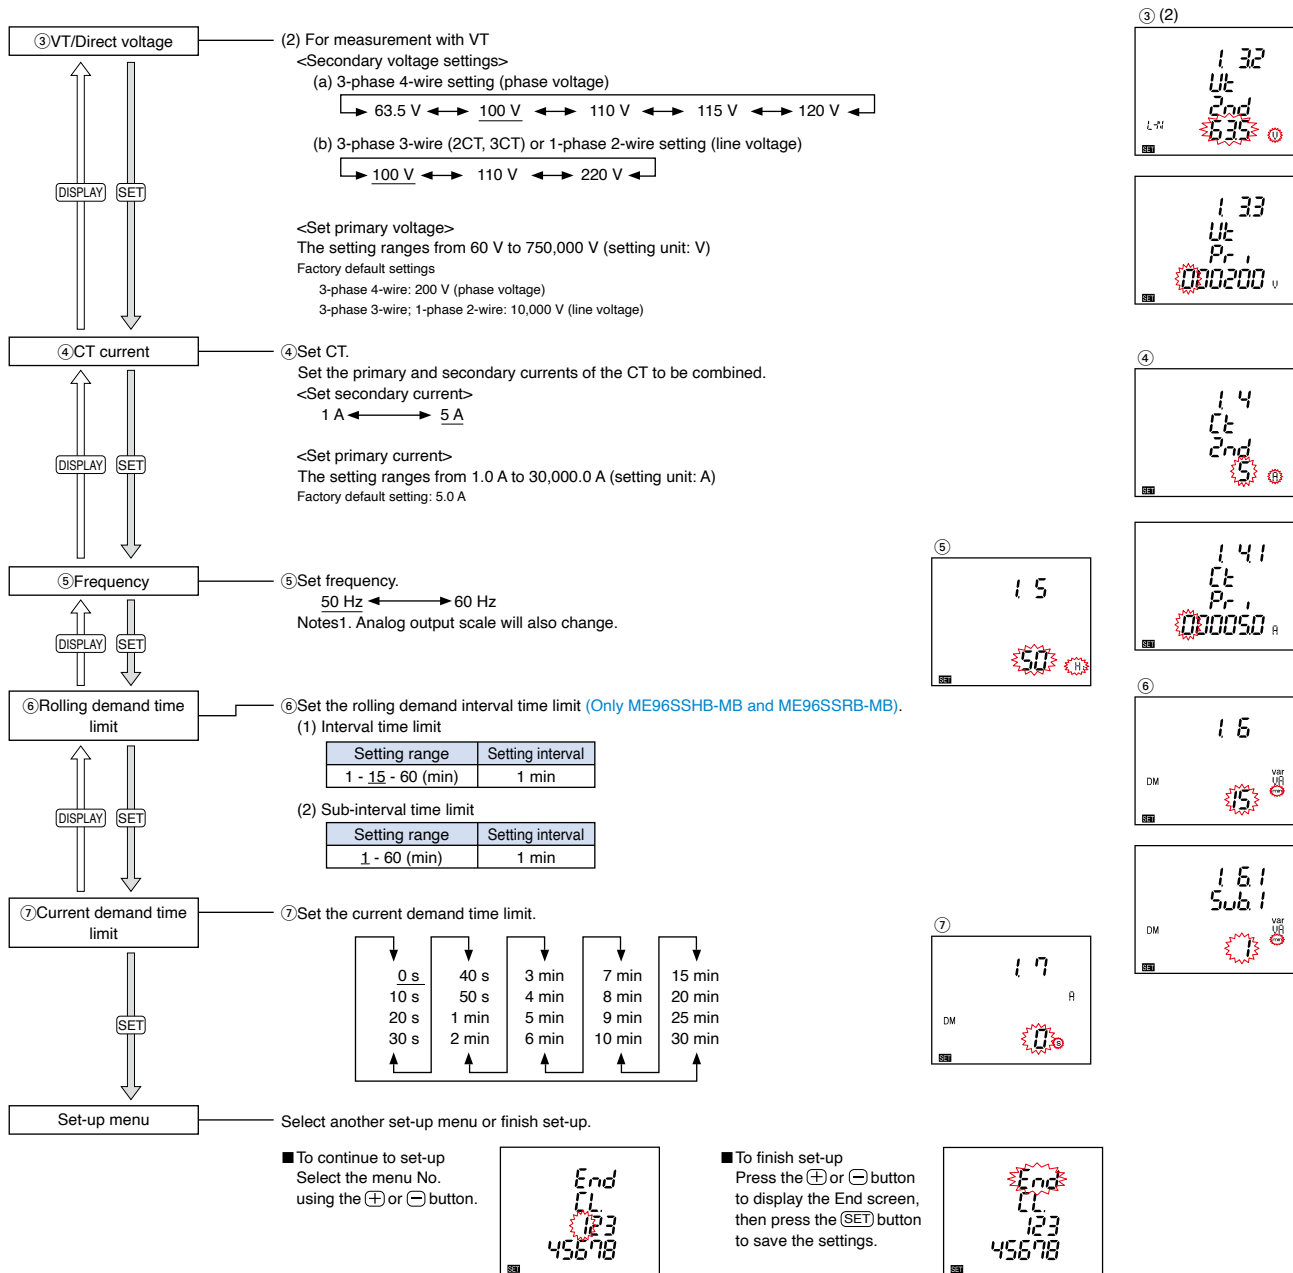 ③VT/Direct voltage
(2) For measurement with VT
<Secondary voltage settings>
(a) 3-phase 4-wire setting (phase voltage)
63.5 V 100 V 110 V 115 V 120 V
(b) 3-phase 3-wire (2CT, 3CT) or 1-phase 2-wire setting (line voltage)
100 V 110 V 220 V
DISPLAY SET
<Set primary voltage>
The setting ranges from 60 V to 750,000 V (setting unit: V)
Factory default settings
3-phase 4-wire: 200 V (phase voltage)
3-phase 3-wire; 1-phase 2-wire: 10,000 V (line voltage)
③ (2)
1. 3.2
Ut
2nd
L-N 63.5 V
SET
1. 3.3
Ut
Pri
000200 V
SET
④CT current
④Set CT.
Set the primary and secondary currents of the CT to be combined.
<Set secondary current>
1 A 5 A
DISPLAY SET
<Set primary current>
The setting ranges from 1.0 A to 30,000.0 A (setting unit: A)
Factory default setting: 5.0 A
④
1. 4
Ct
2nd
5 A
SET
1. 4.1
Ct
Pri
00005.0 A
SET
⑤Frequency
⑤Set frequency.
50 Hz 60 Hz
Notes1. Analog output scale will also change.
DISPLAY SET
⑤
1. 5
50 H
SET
⑥Rolling demand time
limit
⑥Set the rolling demand interval time limit (Only ME96SSHB-MB and ME96SSRB-MB).
(1) Interval time limit
Setting range Setting interval
1 - 15 - 60 (min) 1 min
(2) Sub-interval time limit
Setting range Setting interval
1 - 60 (min) 1 min
DISPLAY SET
⑥
1. 6
var
DM VA
15 min
SET
1. 6.1
Sub.1
var
DM VA
1 min
SET
⑦Current demand time
limit
⑦Set the current demand time limit.
0 s 40 s 3 min 7 min 15 min
10 s 50 s 4 min 8 min 20 min
20 s 1 min 5 min 9 min 25 min
30 s 2 min 6 min 10 min 30 min
SET
⑦
1. 7
A
DM
0 s
SET
Set-up menu
Select another set-up menu or finish set-up.
■To continue to set-up
Select the menu No.
using the + or − button.
End
CL.
123
45678
SET
■To finish set-up
Press the + or − button
to display the End screen,
then press the SET button
to save the settings.
End
CL.
123
45678
SET